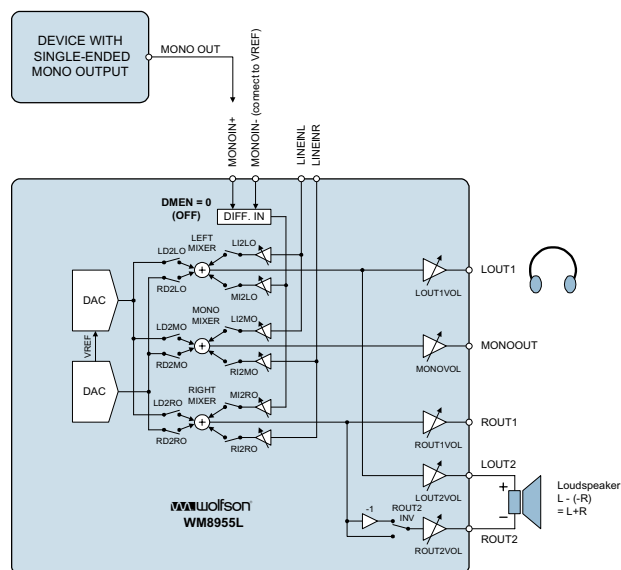 DEVICE WITH
SINGLE-ENDED
MONO OUTPUT
MONO OUT
MONOIN+
MONOIN- (connect to VREF)
LINEINL
LINEINR
DMEN = 0
(OFF)
DIFF. IN
LEFT
MIXER
LI2LO
LD2LO
RD2LO
MI2LO
LOUT1VOL
LOUT1
DAC
VREF
DAC
MONO
MIXER
LI2MO
LD2MO
RD2MO
RI2MO
MONOVOL
MONOOUT
RIGHT
MIXER
MI2RO
LD2RO
RD2RO
RI2RO
ROUT1VOL
ROUT1
LOUT2
LOUT2VOL
+
−
Loudspeaker
L - (-R)
= L+R
-1
ROUT2
INV
ROUT2VOL
ROUT2
wolfson
WM8955L